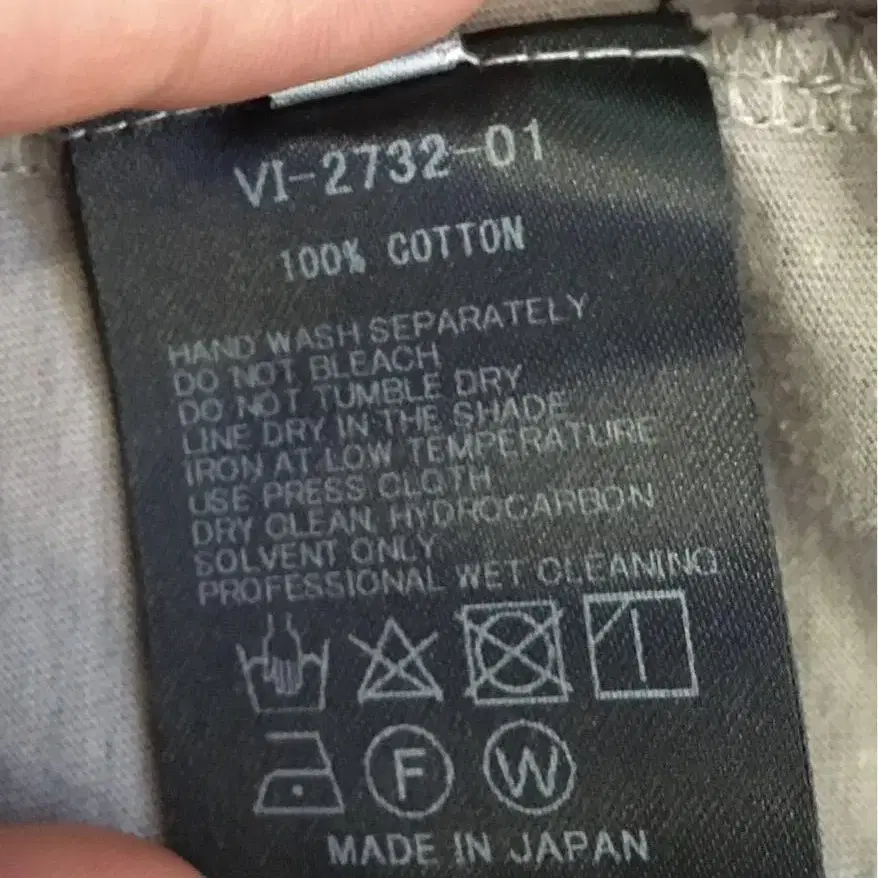 VI-2732-01
100% COTTON
HAND WASH SEPARATELY
DO NOT BLEACH
DO NOT TUMBLE DRY
LINE DRY IN THE SHADE
IRON AT LOW TEMPERATURE
USE PRESS CLOTH
DRY CLEAN, HYDROCARBON
SOLVENT ONLY
PROFESSIONAL WET CLEANING
F W
MADE IN JAPAN